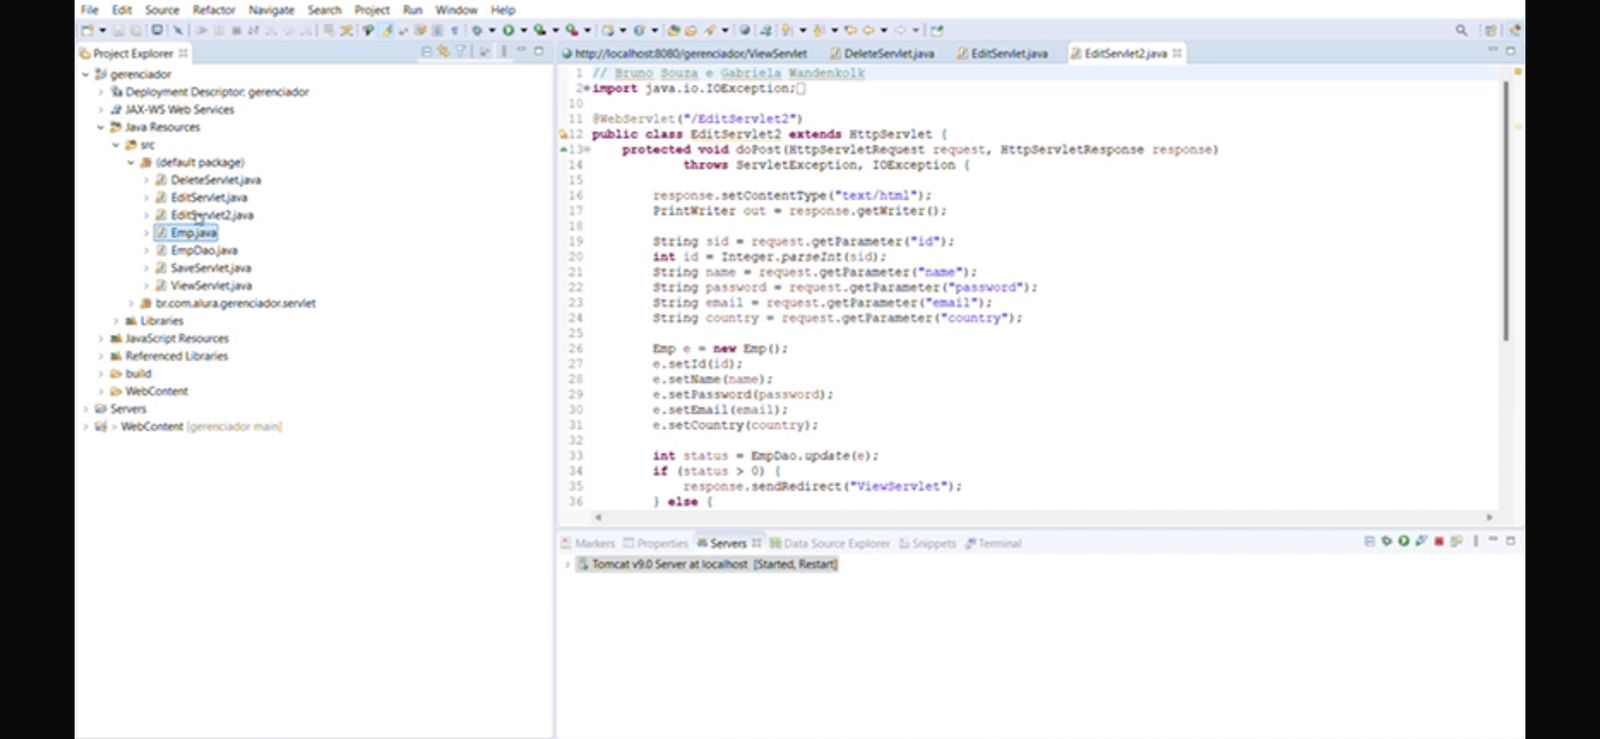 File Edit Source Refactor Navigate Search Project Run Window Help
Project Explorer
gerenciador
Deployment Descriptor: gerenciador
JAX-WS Web Services
Java Resources
src
(default package)
DeleteServlet.java
EditServlet.java
EditServlet2.java
Emp.java
EmpDao.java
SaveServlet.java
ViewServlet.java
br.com.alura.gerenciador.servlet
Libraries
JavaScript Resources
Referenced Libraries
build
WebContent
Servers
> WebContent [gerenciador main]
http://localhost:8080/gerenciador/ViewServlet DeleteServlet.java EditServlet.java EditServlet2.java
1 // Bruno Souza e Gabriela Wandenkolk
2 import java.io.IOException;
10
11 @WebServlet("/EditServlet2")
12 public class EditServlet2 extends HttpServlet {
13 protected void doPost(HttpServletRequest request, HttpServletResponse response)
14 throws ServletException, IOException {
15
16 response.setContentType("text/html");
17 PrintWriter out = response.getWriter();
18
19 String sid = request.getParameter("id");
20 int id = Integer.parseInt(sid);
21 String name = request.getParameter("name");
22 String password = request.getParameter("password");
23 String email = request.getParameter("email");
24 String country = request.getParameter("country");
25
26 Emp e = new Emp();
27 e.setId(id);
28 e.setName(name);
29 e.setPassword(password);
30 e.setEmail(email);
31 e.setCountry(country);
32
33 int status = EmpDao.update(e);
34 if (status > 0) {
35 response.sendRedirect("ViewServlet");
36 } else {
Markers Properties Servers Data Source Explorer Snippets Terminal
Tomcat v9.0 Server at localhost [Started, Restart]